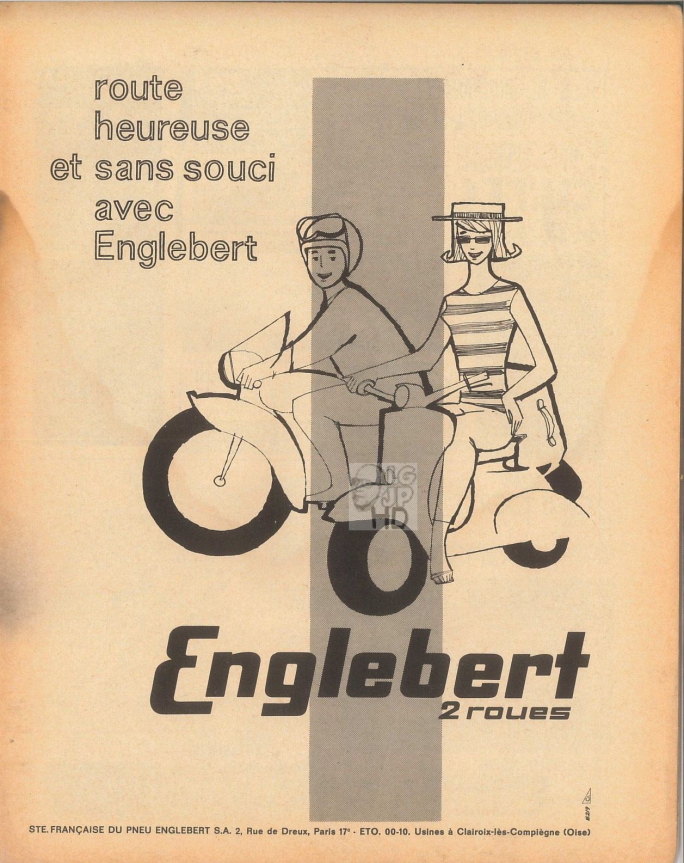 route
heureuse
et sans souci
avec
Englebert
IGJPHD
Englebert
2 roues
STE. FRANÇAISE DU PNEU ENGLEBERT S.A. 2, Rue de Dreux, Paris 17e - ETO. 00-10. Usines à Clairoix-lès-Compiègne (Oise)